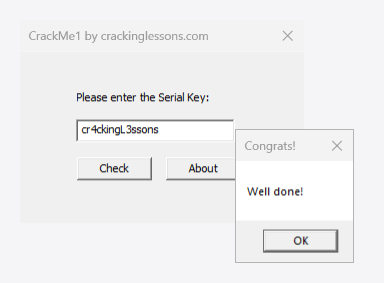 CrackMe1 by crackinglessons.com
Please enter the Serial Key:
cr4ckingL3ssons
Check
About
Congrats!
Well done!
OK